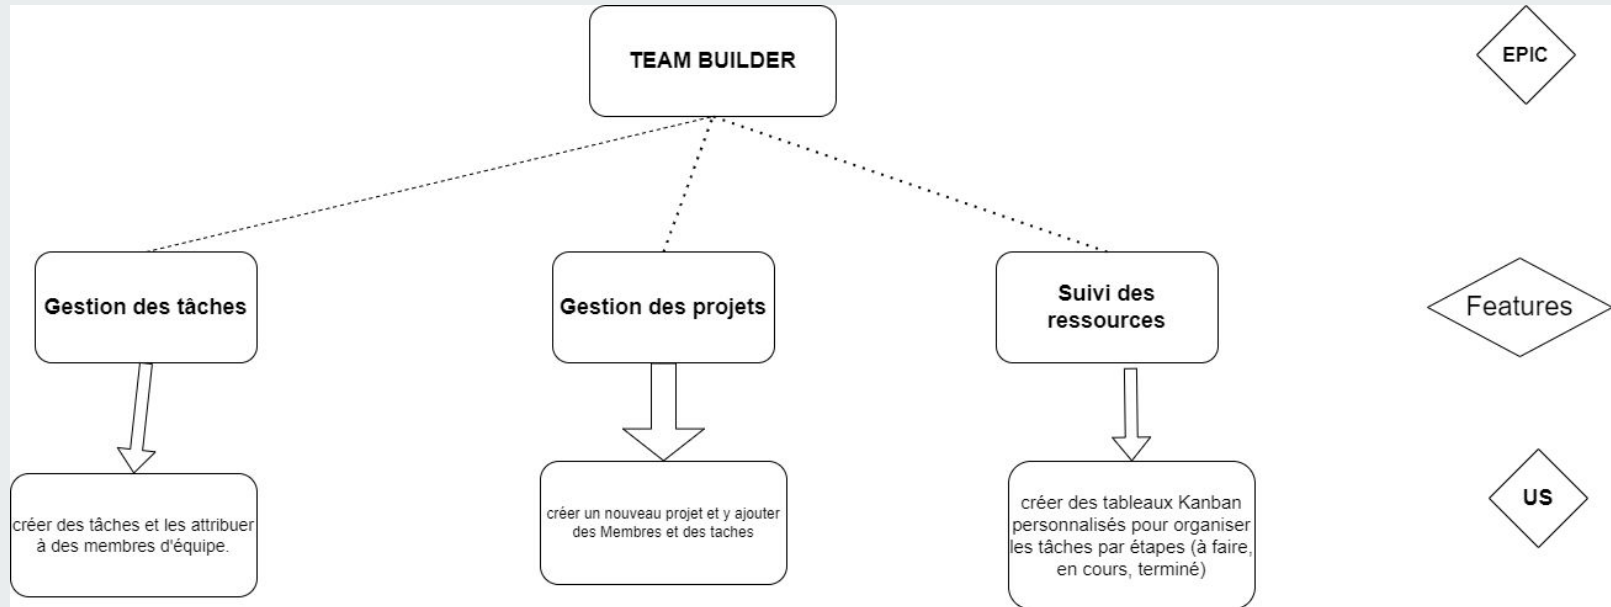 TEAM BUILDER
EPIC
Gestion des tâches
Gestion des projets
Suivi des
ressources
Features
créer des tâches et les attribuer
à des membres d'équipe.
créer un nouveau projet et y ajouter
des Membres et des taches
créer des tableaux Kanban
personnalisés pour organiser
les tâches par étapes (à faire,
en cours, terminé)
US